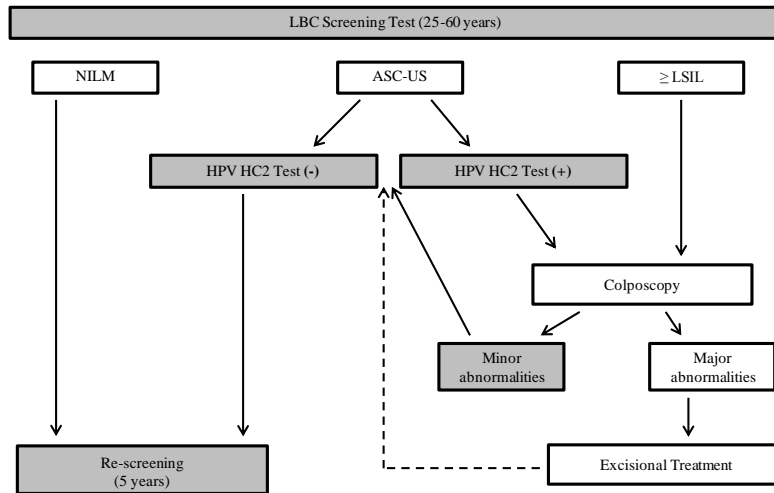 LBC Screening Test (25-60 years)
NILM
ASC-US
≥ LSIL
HPV HC2 Test (-)
HPV HC2 Test (+)
Colposcopy
Minor
abnormalities
Major
abnormalities
Re-screening
(5 years)
Excisional Treatment